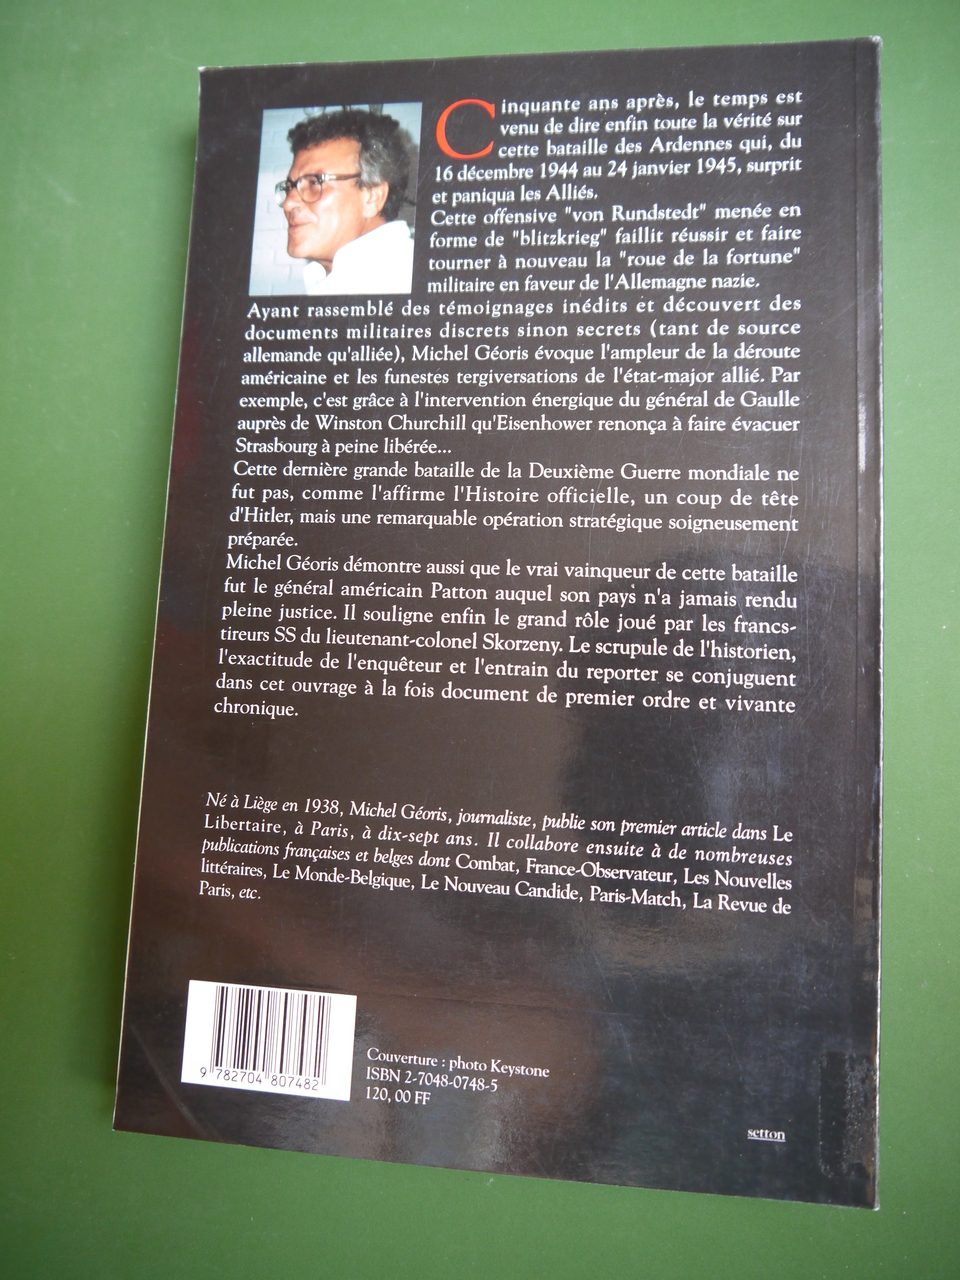 Cinquante ans après, le temps est
venu de dire enfin toute la vérité sur
cette bataille des Ardennes qui, du
16 décembre 1944 au 24 janvier 1945, surprit
et paniqua les Alliés.
Cette offensive "von Rundstedt" menée en
forme de "blitzkrieg" faillit réussir et faire
tourner à nouveau la "roue de la fortune"
militaire en faveur de l'Allemagne nazie.
Ayant rassemblé des témoignages inédits et découvert des
documents militaires discrets sinon secrets (tant de source
allemande qu'alliée), Michel Géoris évoque l'ampleur de la déroute
américaine et les funestes tergiversations de l'état-major allié. Par
exemple, c'est grâce à l'intervention énergique du général de Gaulle
auprès de Winston Churchill qu'Eisenhower renonça à faire évacuer
Strasbourg à peine libérée...
Cette dernière grande bataille de la Deuxième Guerre mondiale ne
fut pas, comme l'affirme l'Histoire officielle, un coup de tête
d'Hitler, mais une remarquable opération stratégique soigneusement
préparée.
Michel Géoris démontre aussi que le vrai vainqueur de cette bataille
fut le général américain Patton auquel son pays n'a jamais rendu
pleine justice. Il souligne enfin le grand rôle joué par les francs-
tireurs SS du lieutenant-colonel Skorzeny. Le scrupule de l'historien,
l'exactitude de l'enquêteur et l'entrain du reporter se conjuguent
dans cet ouvrage à la fois document de premier ordre et vivante
chronique.
Né à Liège en 1938, Michel Géoris, journaliste, publie son premier article dans Le
Libertaire, à Paris, à dix-sept ans. Il collabore ensuite à de nombreuses
publications françaises et belges dont Combat, France-Observateur, Les Nouvelles
littéraires, Le Monde-Belgique, Le Nouveau Candide, Paris-Match, La Revue de
Paris, etc.
9 782704 807482
Couverture : photo Keystone
ISBN 2-7048-0748-5
120, 00 FF
setton